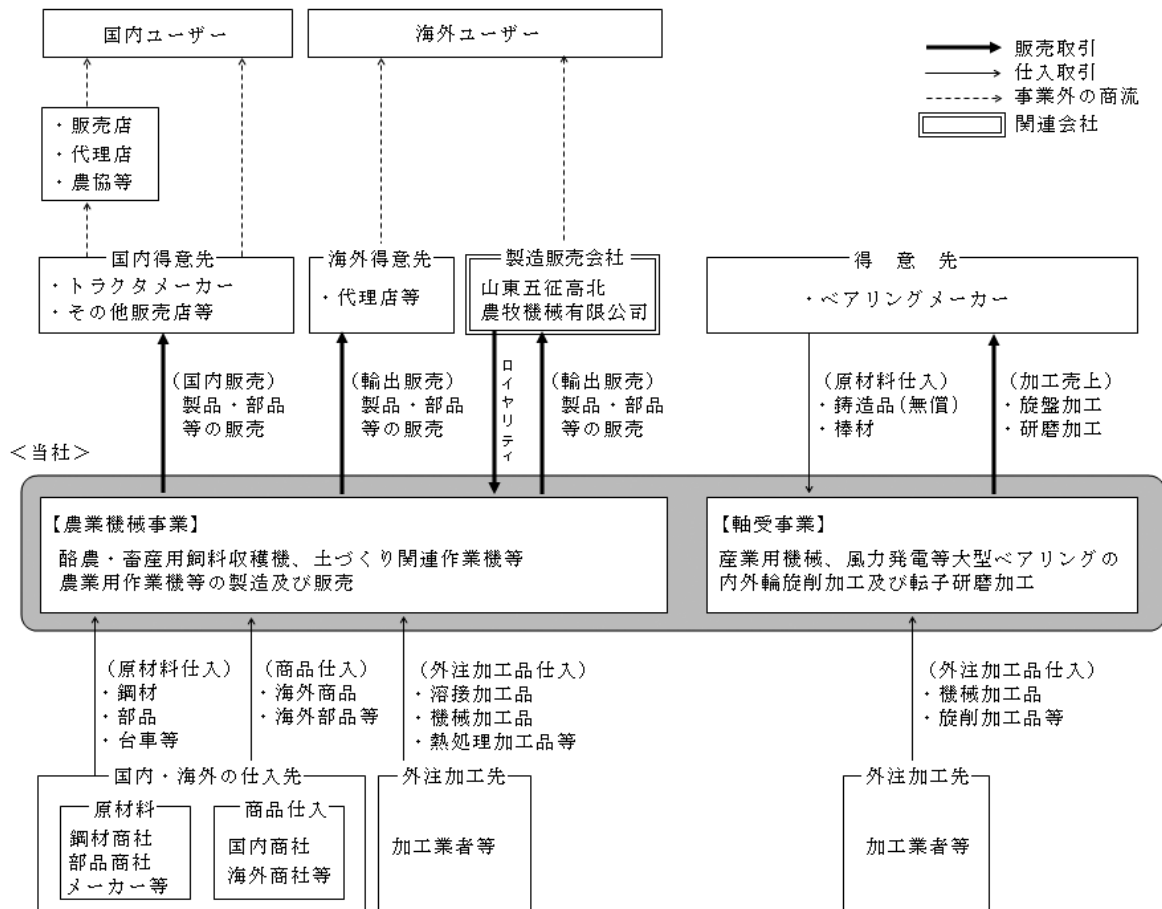 国内ユーザー
海外ユーザー
販売取引
仕入取引
事業外の商流
関連会社
・販売店
・代理店
・農協等
国内得意先
・トラクタメーカー
・その他販売店等
海外得意先
・代理店等
製造販売会社
山東五征高北
農牧機械有限公司
得 意 先
・ベアリングメーカー
(国内販売)
製品・部品
等の販売
(輸出販売)
製品・部品
等の販売
ロイヤリティ
(輸出販売)
製品・部品
等の販売
(原材料仕入)
・鋳造品(無償)
・棒材
(加工売上)
・旋盤加工
・研磨加工
<当社>
【農業機械事業】
酪農・畜産用飼料収穫機、土づくり関連作業機等
農業用作業機等の製造及び販売
【軸受事業】
産業用機械、風力発電等大型ベアリングの
内外輪旋削加工及び転子研磨加工
(原材料仕入)
・鋼材
・部品
・台車等
(商品仕入)
・海外商品
・海外部品等
(外注加工品仕入)
・溶接加工品
・機械加工品
・熱処理加工品等
(外注加工品仕入)
・機械加工品
・旋削加工品等
国内・海外の仕入先
原材料
鋼材商社
部品商社
メーカー等
商品仕入
国内商社
海外商社等
外注加工先
加工業者等
外注加工先
加工業者等